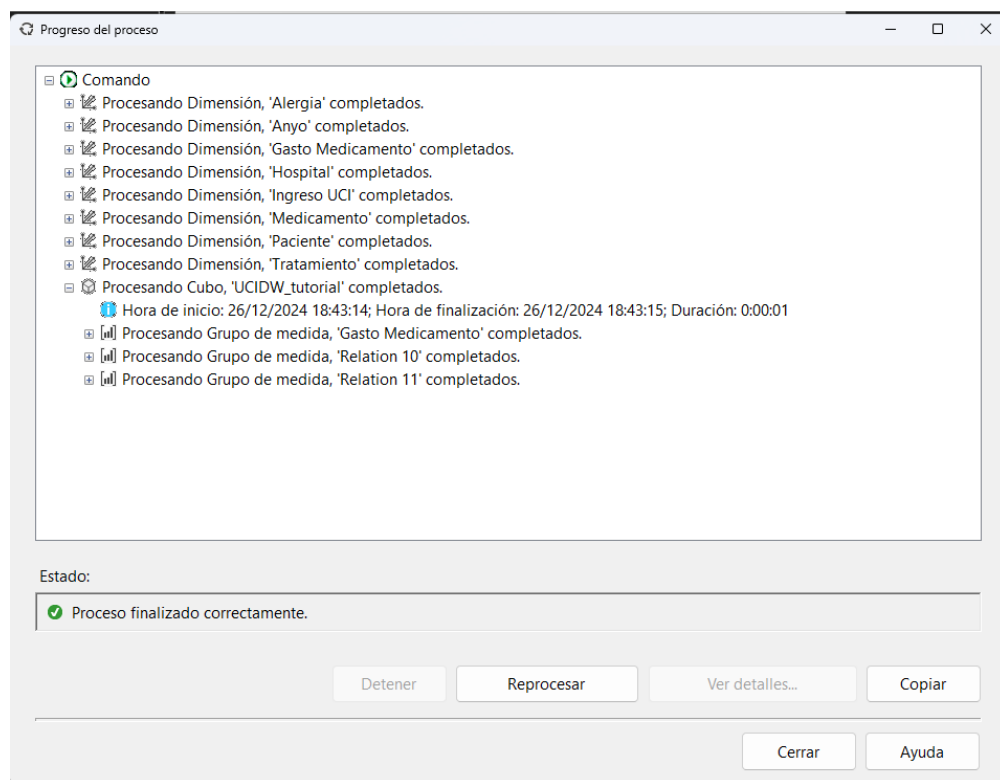 Progreso del proceso
Comando
Procesando Dimensión, 'Alergia' completados.
Procesando Dimensión, 'Anyo' completados.
Procesando Dimensión, 'Gasto Medicamento' completados.
Procesando Dimensión, 'Hospital' completados.
Procesando Dimensión, 'Ingreso UCI' completados.
Procesando Dimensión, 'Medicamento' completados.
Procesando Dimensión, 'Paciente' completados.
Procesando Dimensión, 'Tratamiento' completados.
Procesando Cubo, 'UCIDW_tutorial' completados.
Hora de inicio: 26/12/2024 18:43:14; Hora de finalización: 26/12/2024 18:43:15; Duración: 0:00:01
Procesando Grupo de medida, 'Gasto Medicamento' completados.
Procesando Grupo de medida, 'Relation 10' completados.
Procesando Grupo de medida, 'Relation 11' completados.
Estado:
Proceso finalizado correctamente.
Detener Reprocesar Ver detalles... Copiar
Cerrar Ayuda